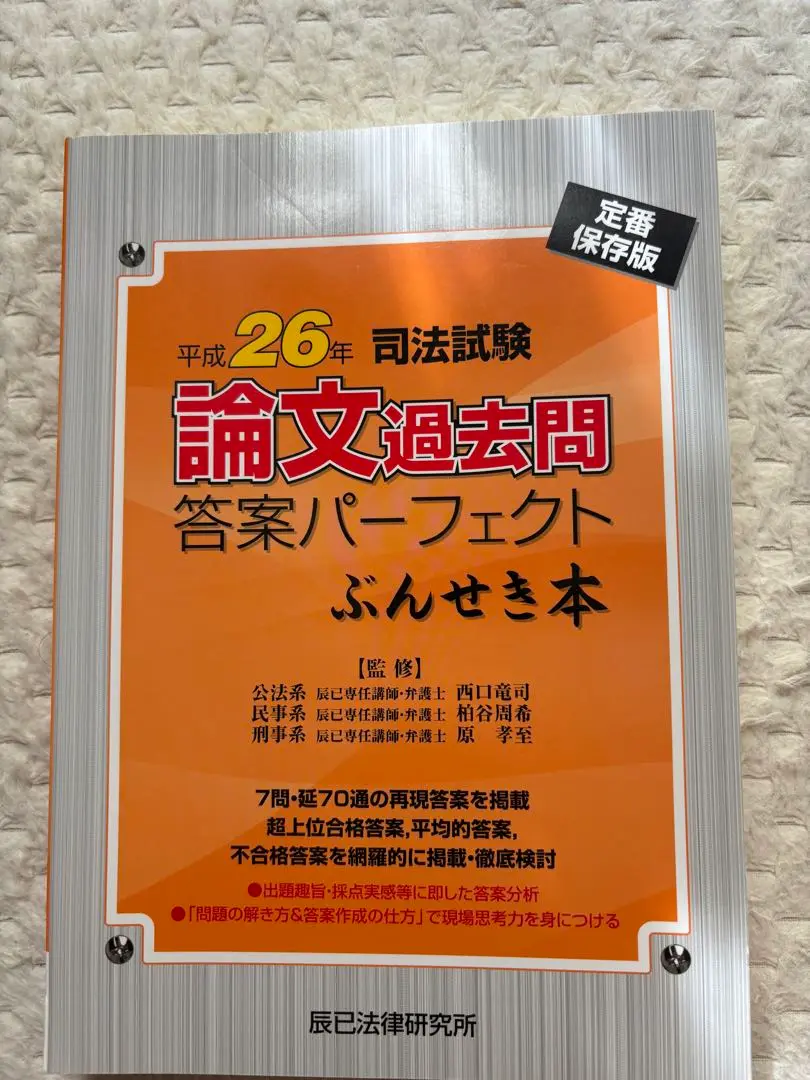 定番
保存版
平成26年 司法試験
論文過去問
答案パーフェクト
ぶんせき本
【監 修】
公法系 辰已専任講師・弁護士 西口竜司
民事系 辰已専任講師・弁護士 柏谷周希
刑事系 辰已専任講師・弁護士 原 孝至
7問・延70通の再現答案を掲載
超上位合格答案,平均的答案,
不合格答案を網羅的に掲載・徹底検討
●出題趣旨・採点実感等に即した答案分析
●「問題の解き方&答案作成の仕方」で現場思考力を身につける
辰已法律研究所